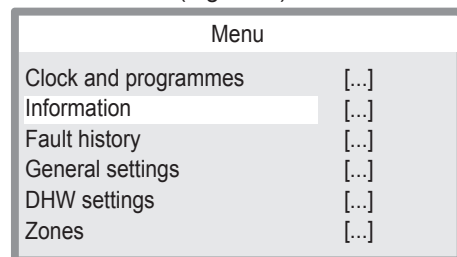 Menu
Clock and programmes [...]
Information [...]
Fault history [...]
General settings [...]
DHW settings [...]
Zones [...]